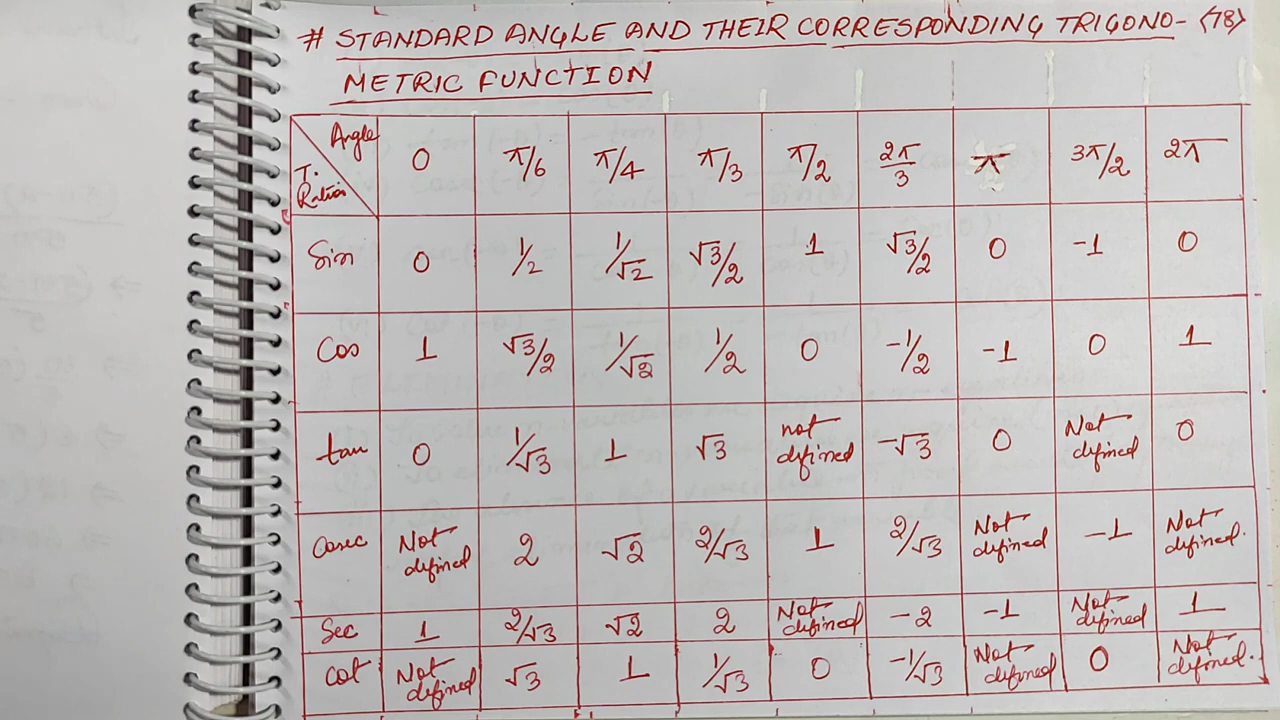 # STANDARD ANGLE AND THEIR CORRESPONDING TRIGONO- <78>
METRIC FUNCTION
Angle
T. Ratios 0 π/6 π/4 π/3 π/2 2π/3 π 3π/2 2π
Sin 0 1/2 1/√2 √3/2 1 √3/2 0 -1 0
Cos 1 √3/2 1/√2 1/2 0 -1/2 -1 0 1
tan 0 1/√3 1 √3 not defined -√3 0 Not defined 0
Cosec Not defined 2 √2 2/√3 1 2/√3 Not defined -1 Not defined.
Sec 1 2/√3 √2 2 Not defined -2 -1 Not defined 1
Cot Not defined √3 1 1/√3 0 -1/√3 Not defined 0 Not defined.